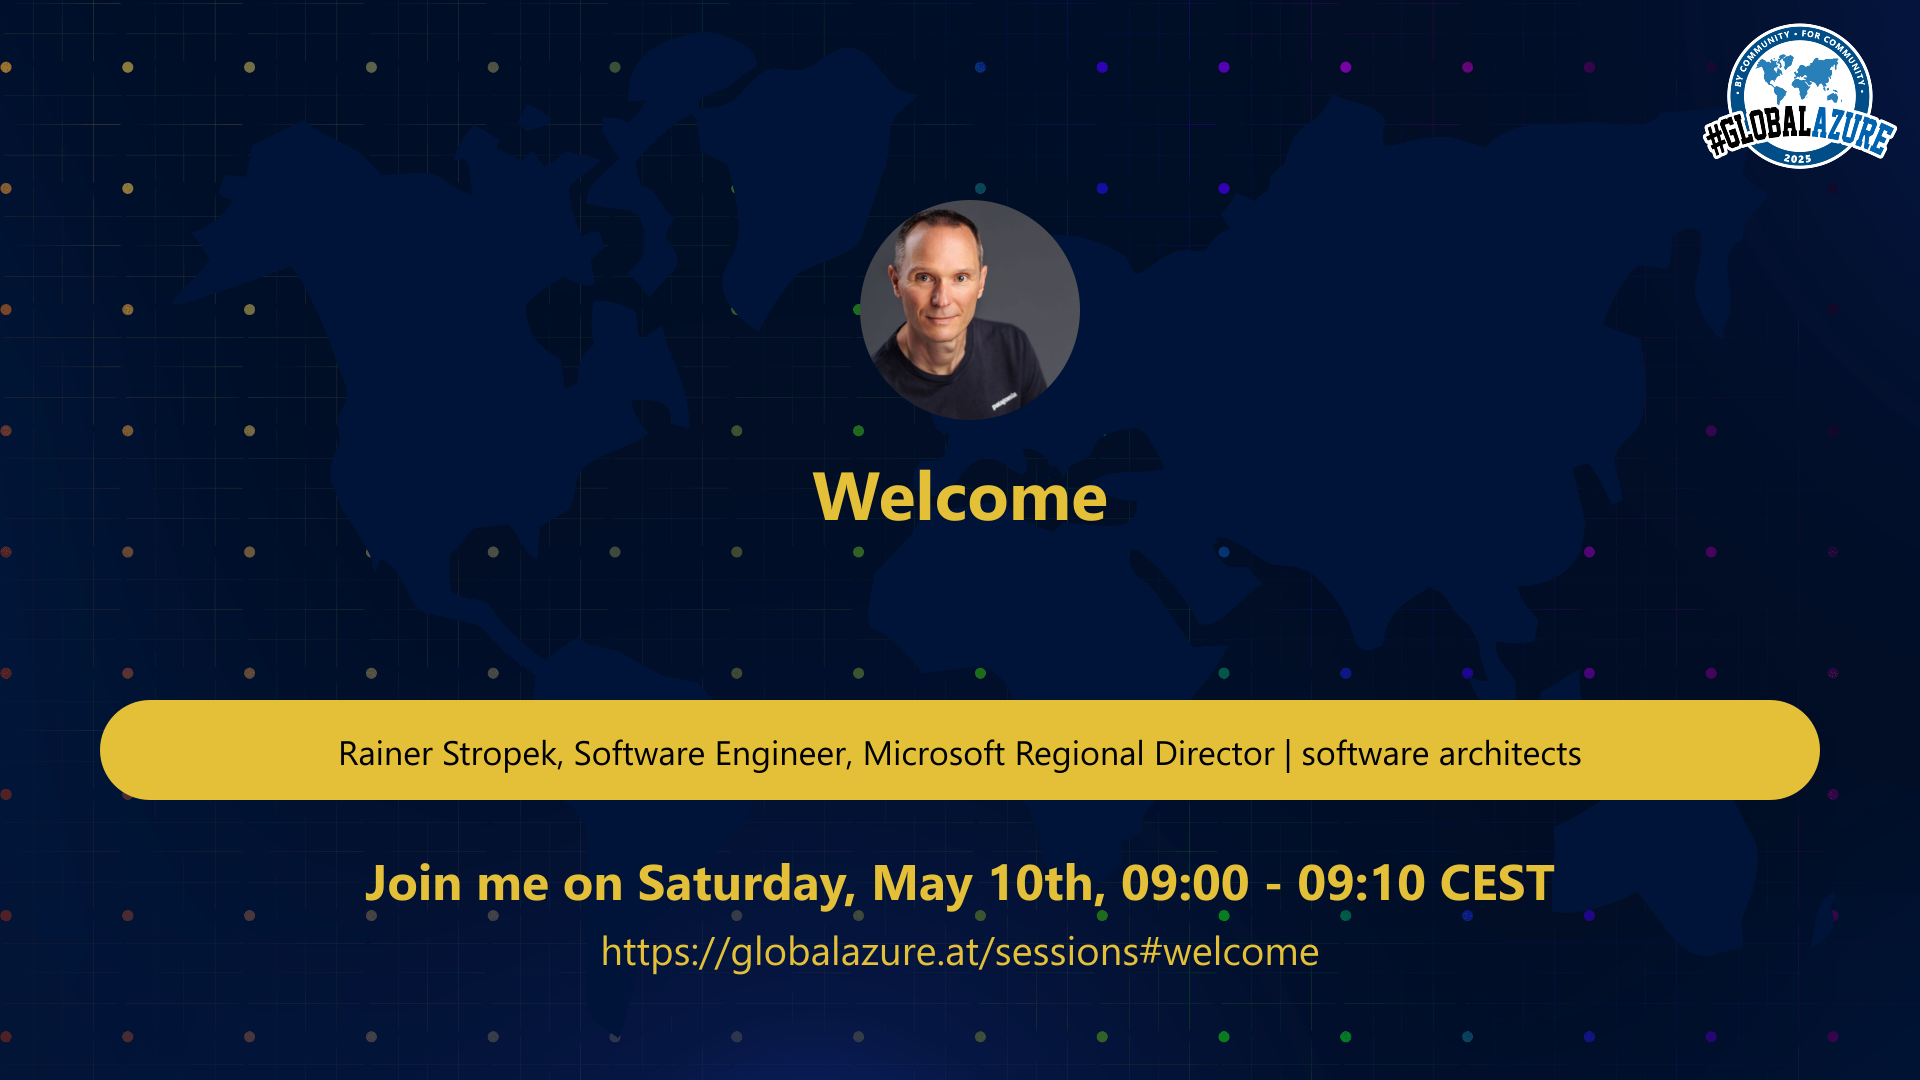 • BY COMMUNITY • FOR COMMUNITY •
#GLOBALAZURE
2025
patagonia
Welcome
Rainer Stropek, Software Engineer, Microsoft Regional Director | software architects
Join me on Saturday, May 10th, 09:00 - 09:10 CEST
https://globalazure.at/sessions#welcome